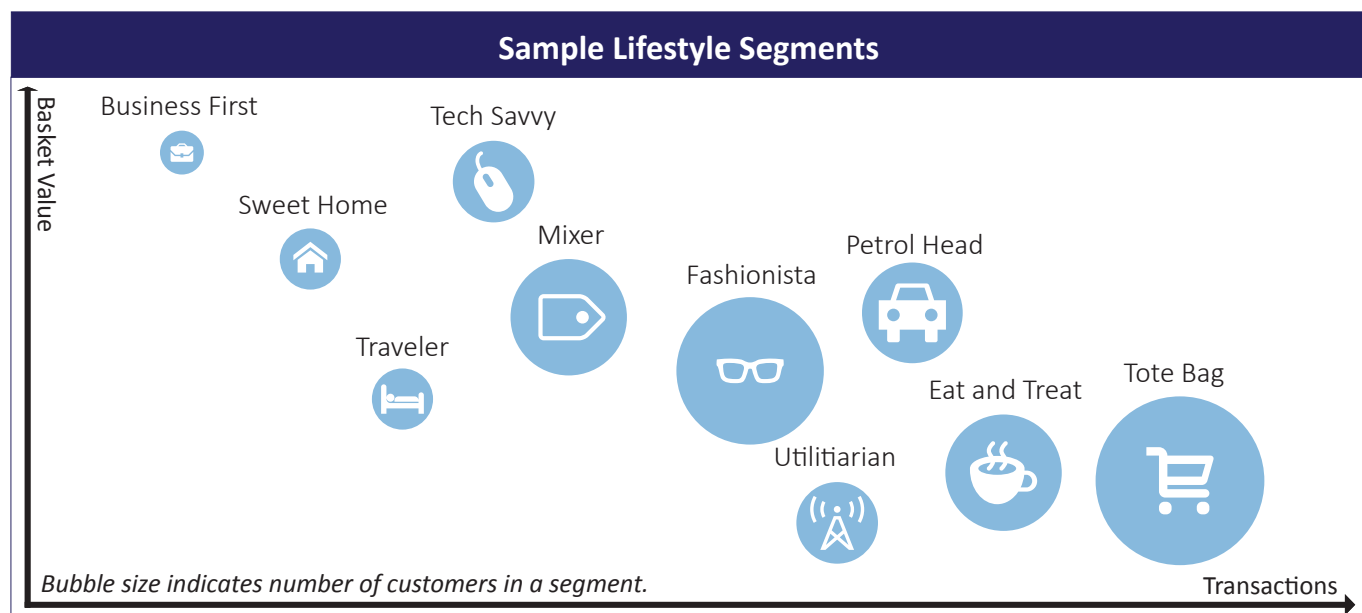 Sample Lifestyle Segments
Basket Value
Business First
Tech Savvy
Sweet Home
Mixer
Petrol Head
Fashionista
Traveler
Tote Bag
Eat and Treat
Utilitiarian
Bubble size indicates number of customers in a segment.
Transactions